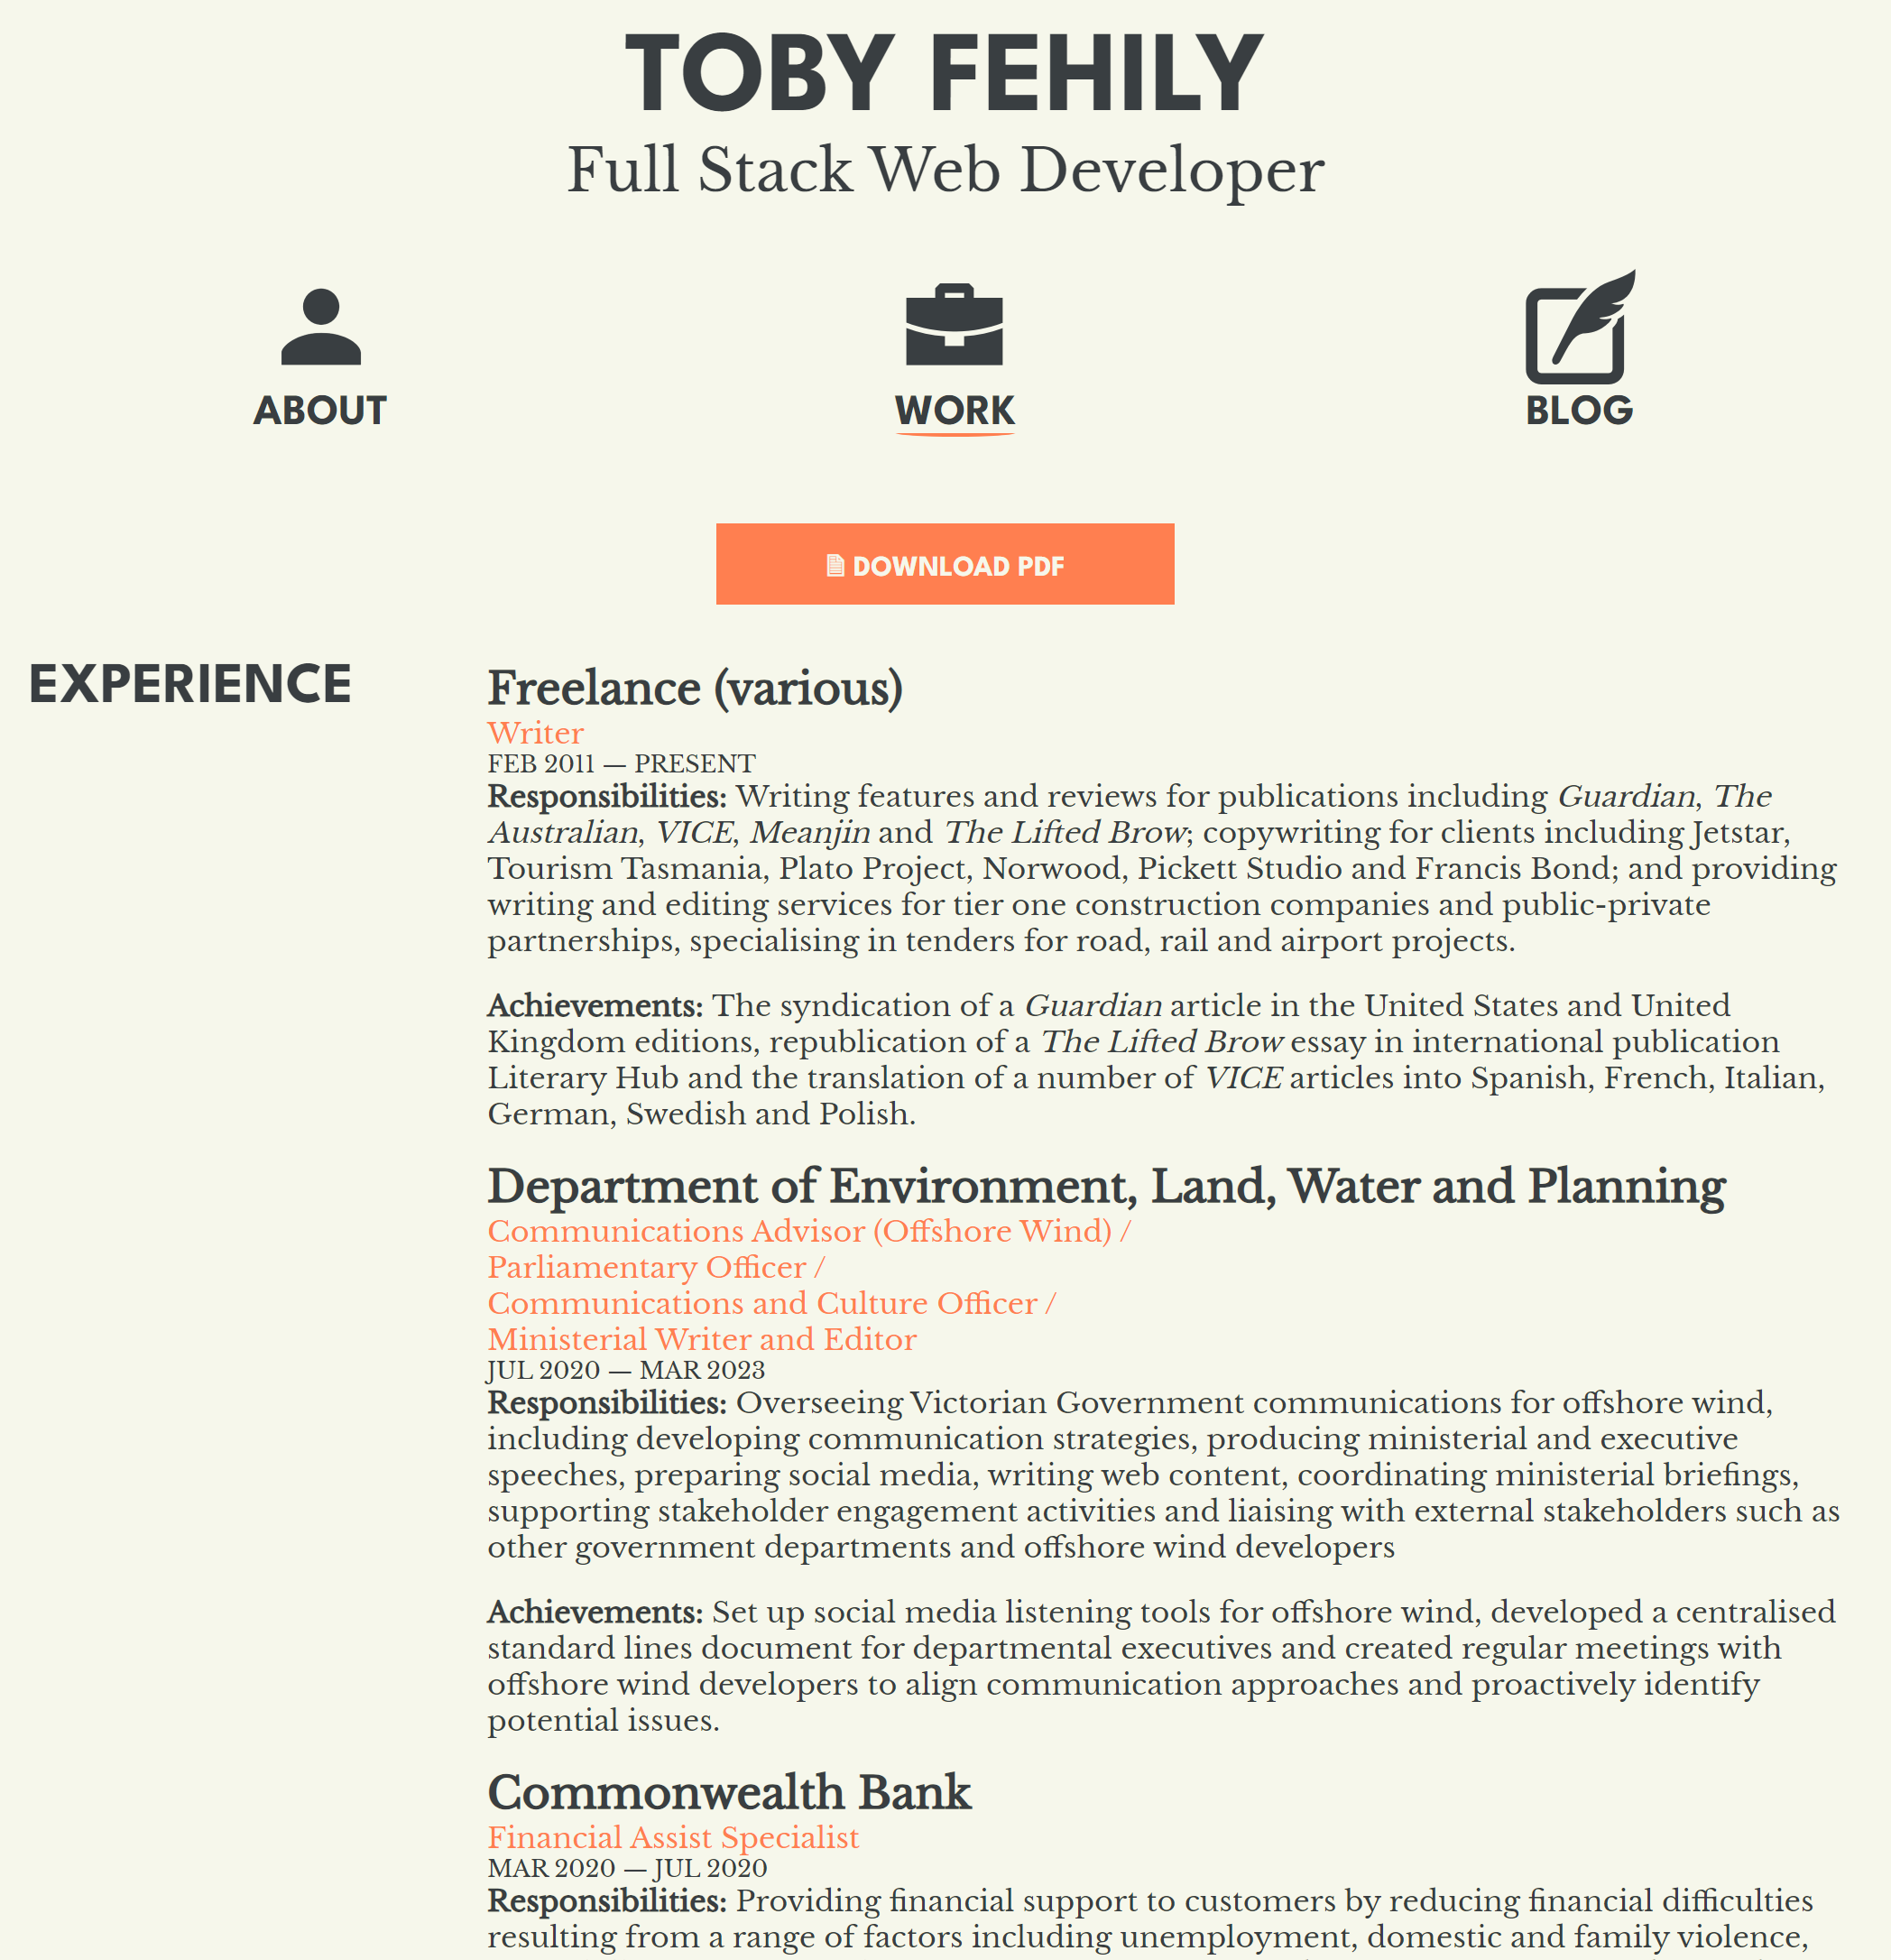 TOBY FEHILY
Full Stack Web Developer
ABOUT
WORK
BLOG
DOWNLOAD PDF
EXPERIENCE
Freelance (various)
Writer
FEB 2011 — PRESENT
Responsibilities: Writing features and reviews for publications including Guardian, The
Australian, VICE, Meanjin and The Lifted Brow; copywriting for clients including Jetstar,
Tourism Tasmania, Plato Project, Norwood, Pickett Studio and Francis Bond; and providing
writing and editing services for tier one construction companies and public-private
partnerships, specialising in tenders for road, rail and airport projects.
Achievements: The syndication of a Guardian article in the United States and United
Kingdom editions, republication of a The Lifted Brow essay in international publication
Literary Hub and the translation of a number of VICE articles into Spanish, French, Italian,
German, Swedish and Polish.
Department of Environment, Land, Water and Planning
Communications Advisor (Offshore Wind) /
Parliamentary Officer /
Communications and Culture Officer /
Ministerial Writer and Editor
JUL 2020 — MAR 2023
Responsibilities: Overseeing Victorian Government communications for offshore wind,
including developing communication strategies, producing ministerial and executive
speeches, preparing social media, writing web content, coordinating ministerial briefings,
supporting stakeholder engagement activities and liaising with external stakeholders such as
other government departments and offshore wind developers
Achievements: Set up social media listening tools for offshore wind, developed a centralised
standard lines document for departmental executives and created regular meetings with
offshore wind developers to align communication approaches and proactively identify
potential issues.
Commonwealth Bank
Financial Assist Specialist
MAR 2020 — JUL 2020
Responsibilities: Providing financial support to customers by reducing financial difficulties
resulting from a range of factors including unemployment, domestic and family violence,